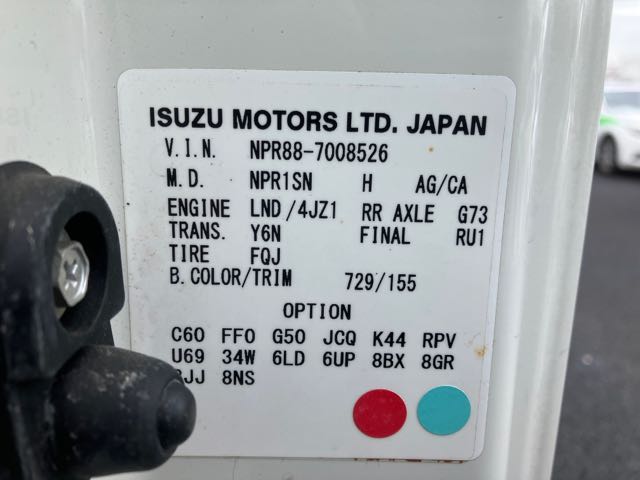 ISUZU MOTORS LTD. JAPAN
V.I.N. NPR88-7008526
M.D. NPR1SN H AG/CA
ENGINE LND/4JZ1 RR AXLE G73
TRANS. Y6N FINAL RU1
TIRE FQJ
B.COLOR/TRIM 729/155
OPTION
C60 FF0 G50 JCQ K44 RPV
U69 34W 6LD 6UP 8BX 8GR
8NS